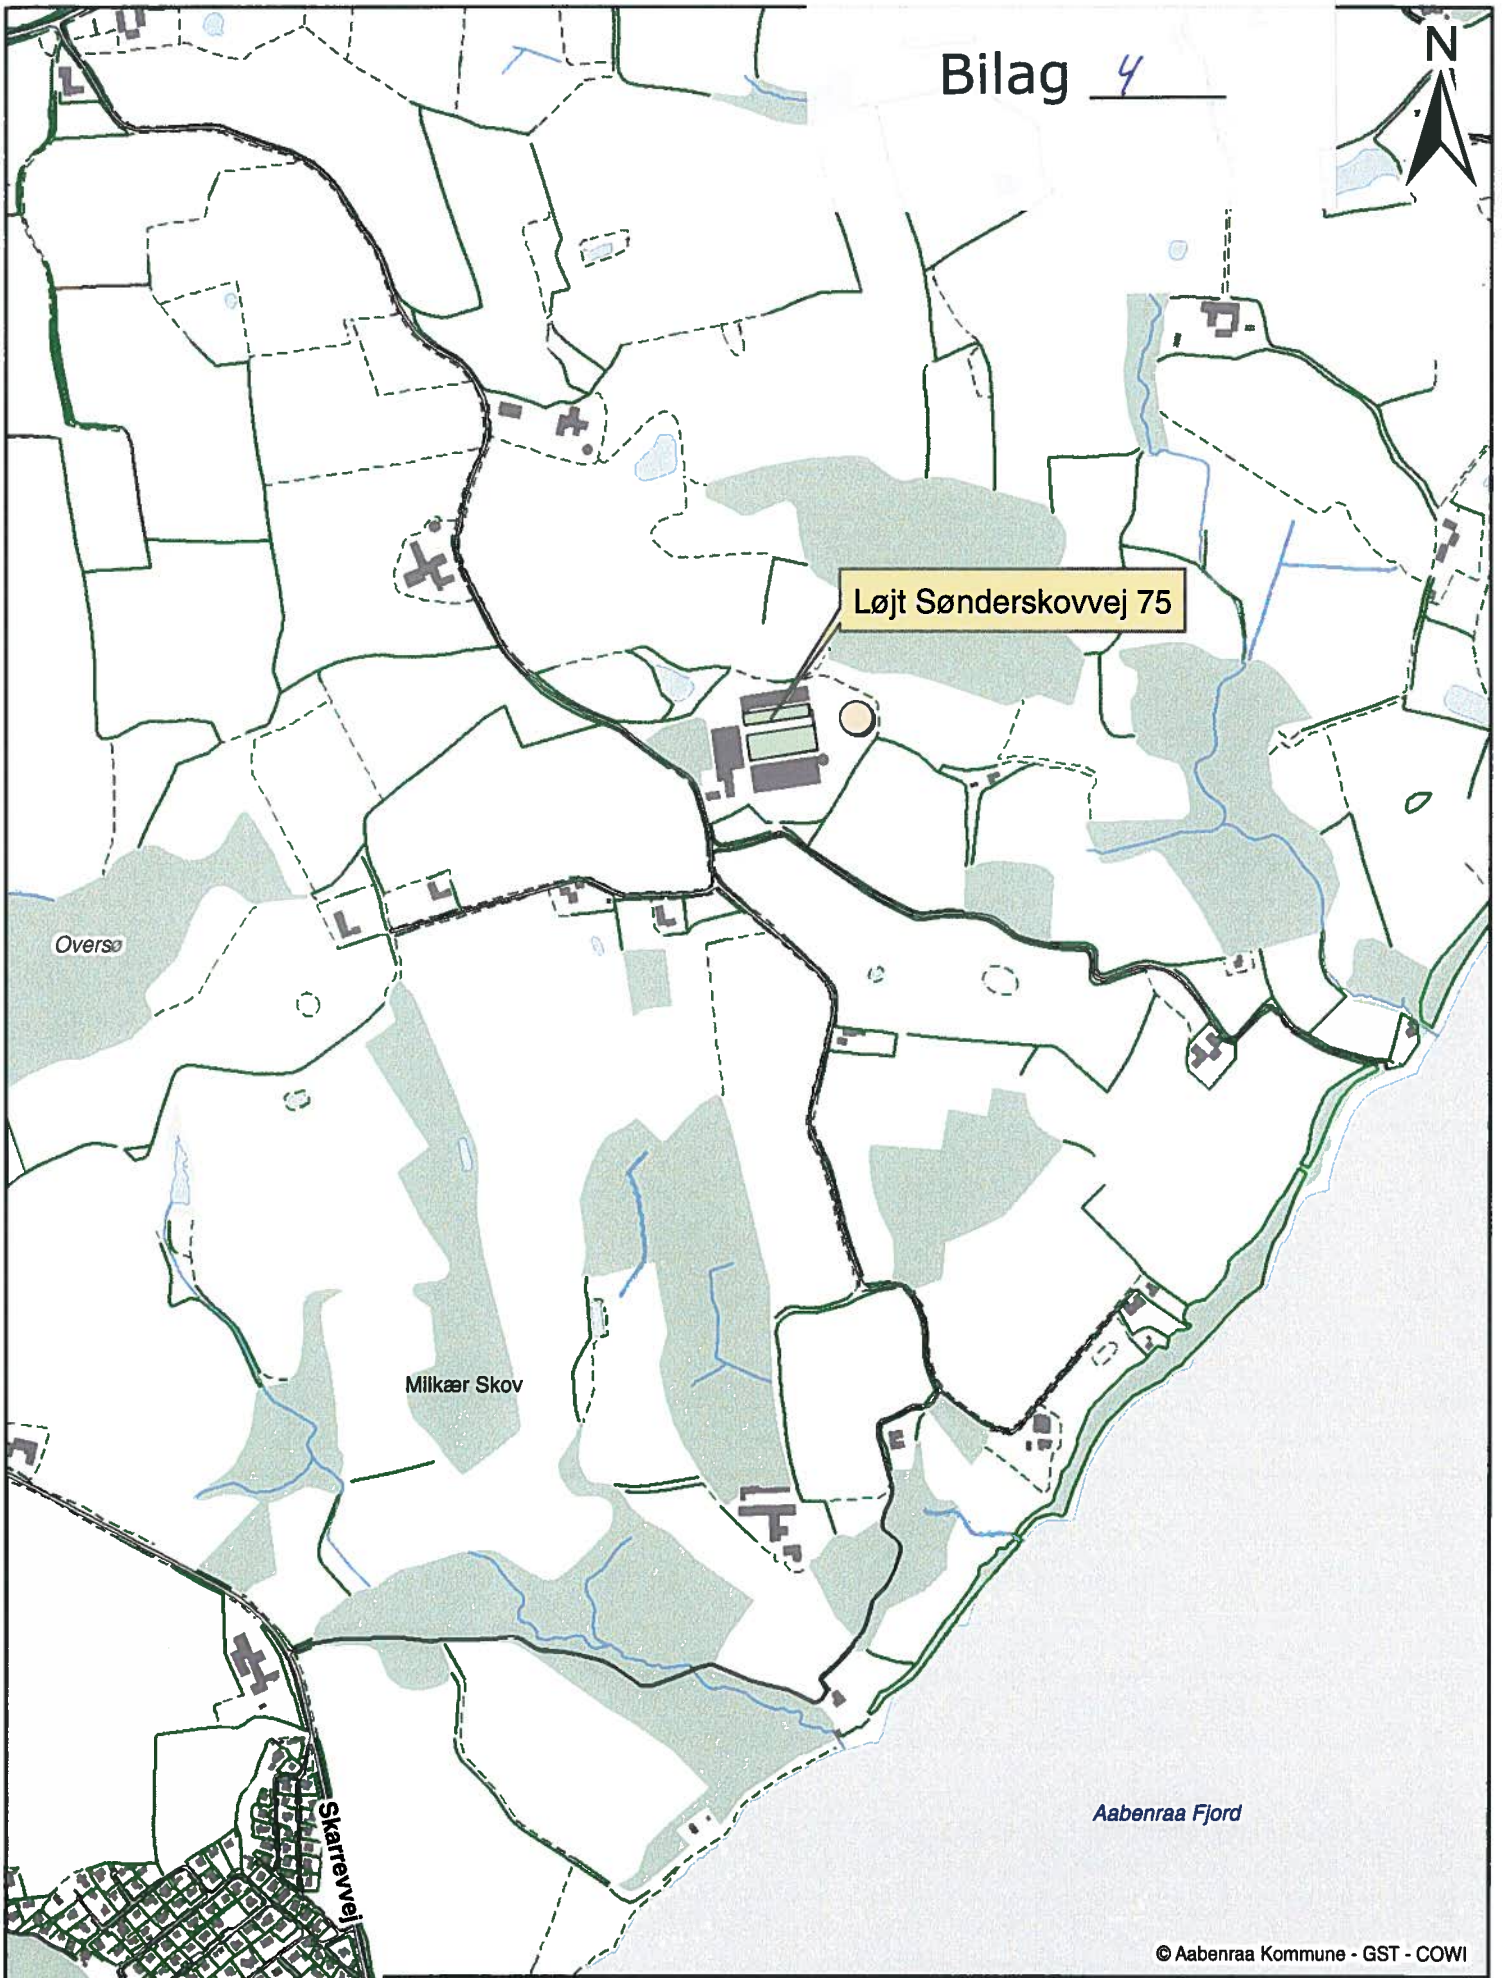 Bilag 4
N
Løjt Sønderskovvej 75
Oversø
Milkær Skov
Skarrevvej
Aabenraa Fjord
© Aabenraa Kommune - GST - COWI